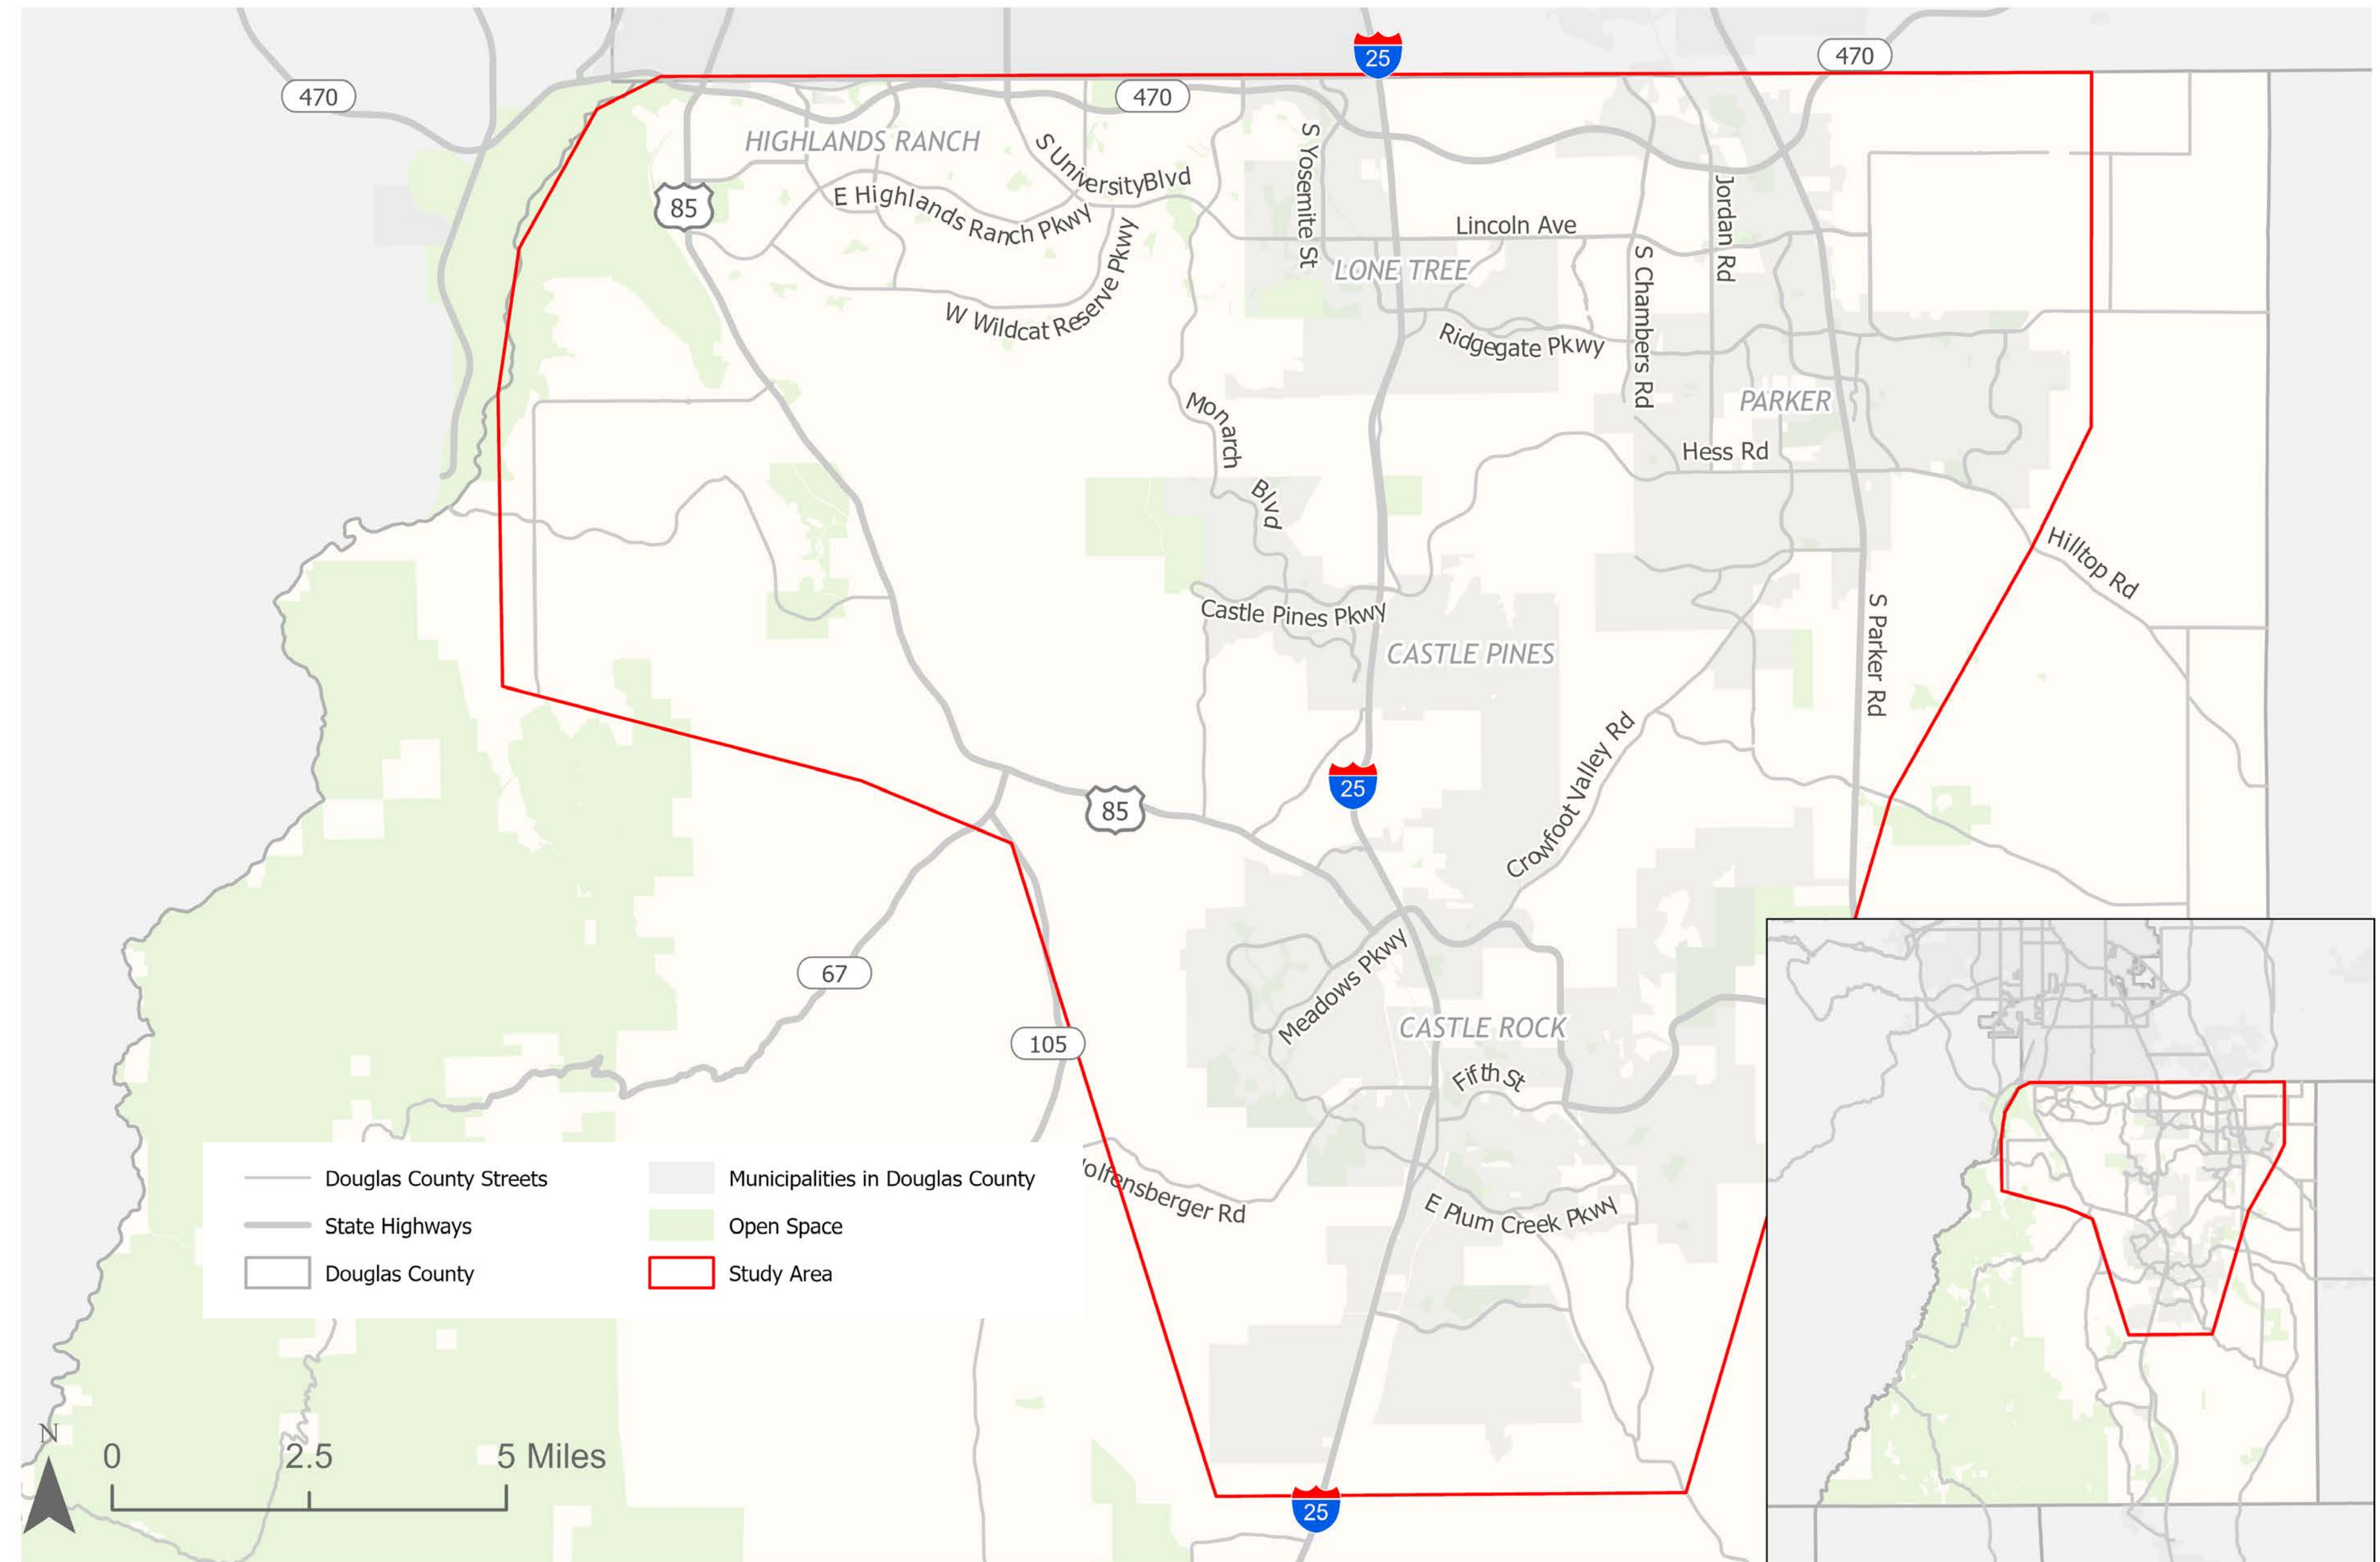 25
470
470
470
HIGHLANDS RANCH
S University Blvd
S Yosemite St
E Highlands Ranch Pkwy
85
Jordan Rd
Lincoln Ave
LONE TREE
S Chambers Rd
W Wildcat Reserve Pkwy
Ridgegate Pkwy
PARKER
Monarch Blvd
Hess Rd
Hilltop Rd
Castle Pines Pkwy
S Parker Rd
CASTLE PINES
25
85
Crowfoot Valley Rd
67
Meadows Pkwy
CASTLE ROCK
105
Fifth St
olfensberger Rd
E Plum Creek Pkwy
Douglas County Streets
Municipalities in Douglas County
State Highways
Open Space
Douglas County
Study Area
N
0 2.5 5 Miles
25